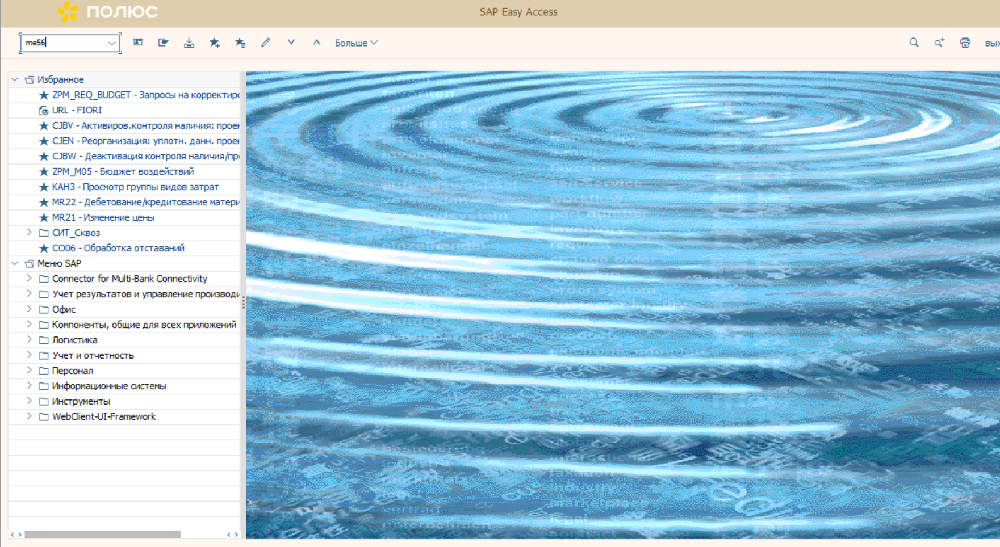 ПОЛЮС
SAP Easy Access
me56
Больше
вых
Избранное
ZPM_REQ_BUDGET - Запросы на корректиро
URL - FIORI
CJBV - Активиров.контроля наличия: проек
CJEN - Реорганизация: уплотн. данн. проек
CJBW - Деактивация контроля наличия/про
ZPM_M05 - Бюджет воздействий
KAH3 - Просмотр группы видов затрат
MR22 - Дебетование/кредитование матери
MR21 - Изменение цены
СИТ_Сквоз
CO06 - Обработка отставаний
Меню SAP
Connector for Multi-Bank Connectivity
Учет результатов и управление производи
Офис
Компоненты, общие для всех приложений
Логистика
Учет и отчетность
Персонал
Информационные системы
Инструменты
WebClient-UI-Framework